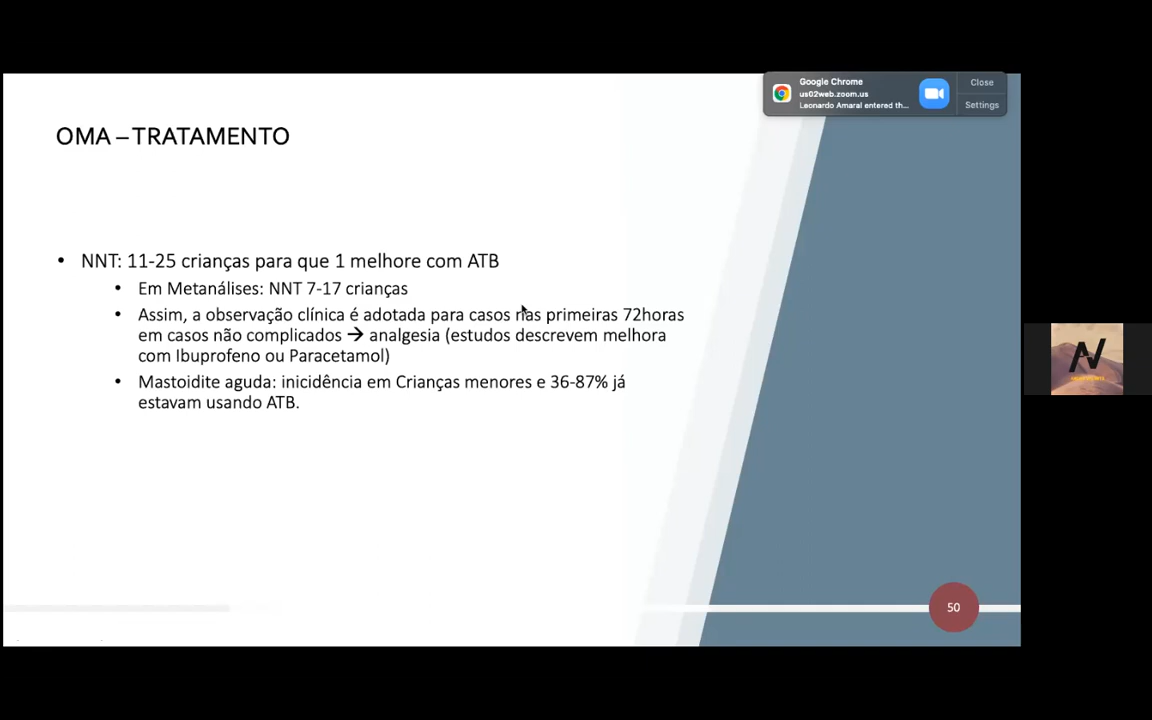 Google Chrome
Close
us02web.zoom.us
Leonardo Amaral entered th...
Settings
OMA – TRATAMENTO
• NNT: 11-25 crianças para que 1 melhore com ATB
• Em Metanálises: NNT 7-17 crianças
• Assim, a observação clínica é adotada para casos nas primeiras 72horas
em casos não complicados → analgesia (estudos descrevem melhora
com Ibuprofeno ou Paracetamol)
• Mastoidite aguda: inicidência em Crianças menores e 36-87% já
estavam usando ATB.
50